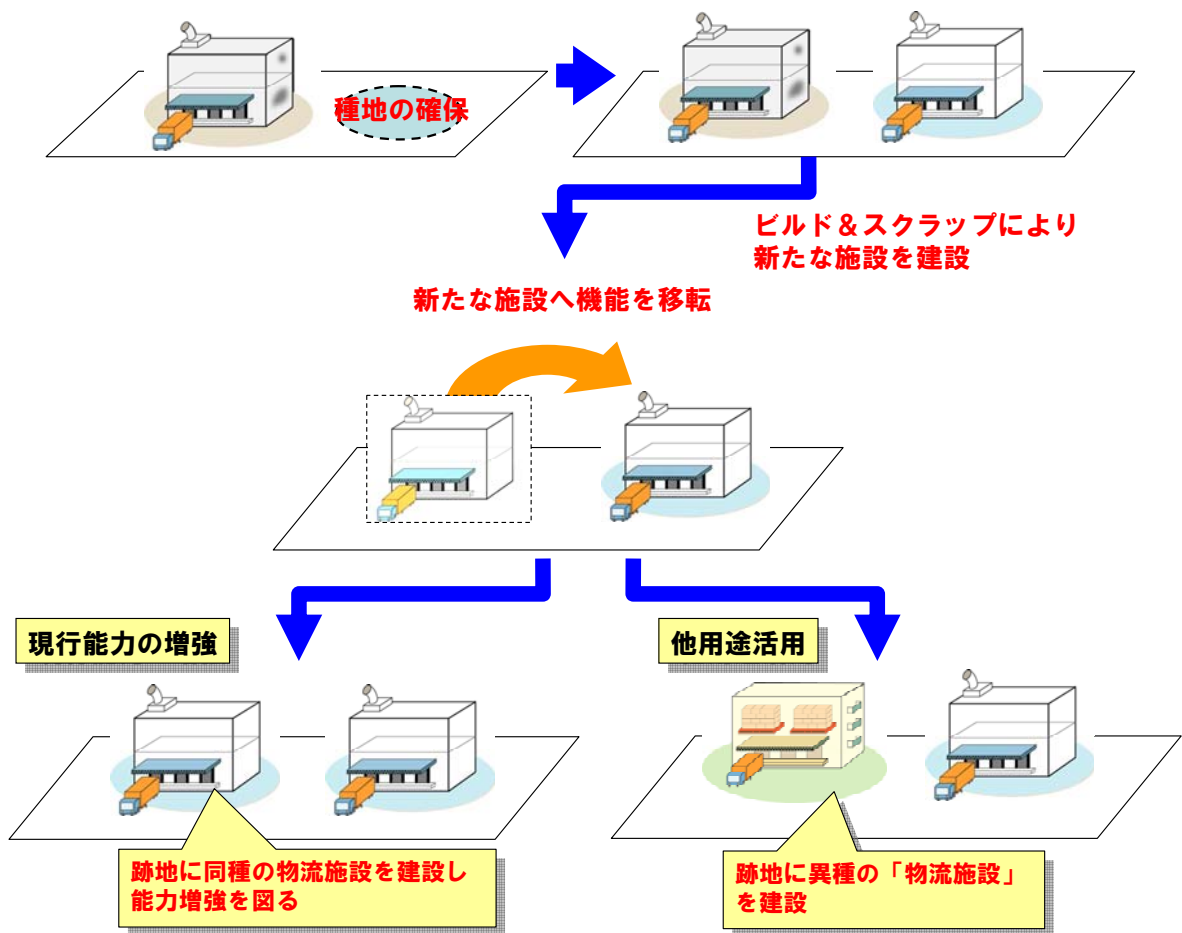 種地の確保
ビルド＆スクラップにより
新たな施設を建設
新たな施設へ機能を移転
現行能力の増強
他用途活用
跡地に同種の物流施設を建設し
能力増強を図る
跡地に異種の「物流施設」
を建設